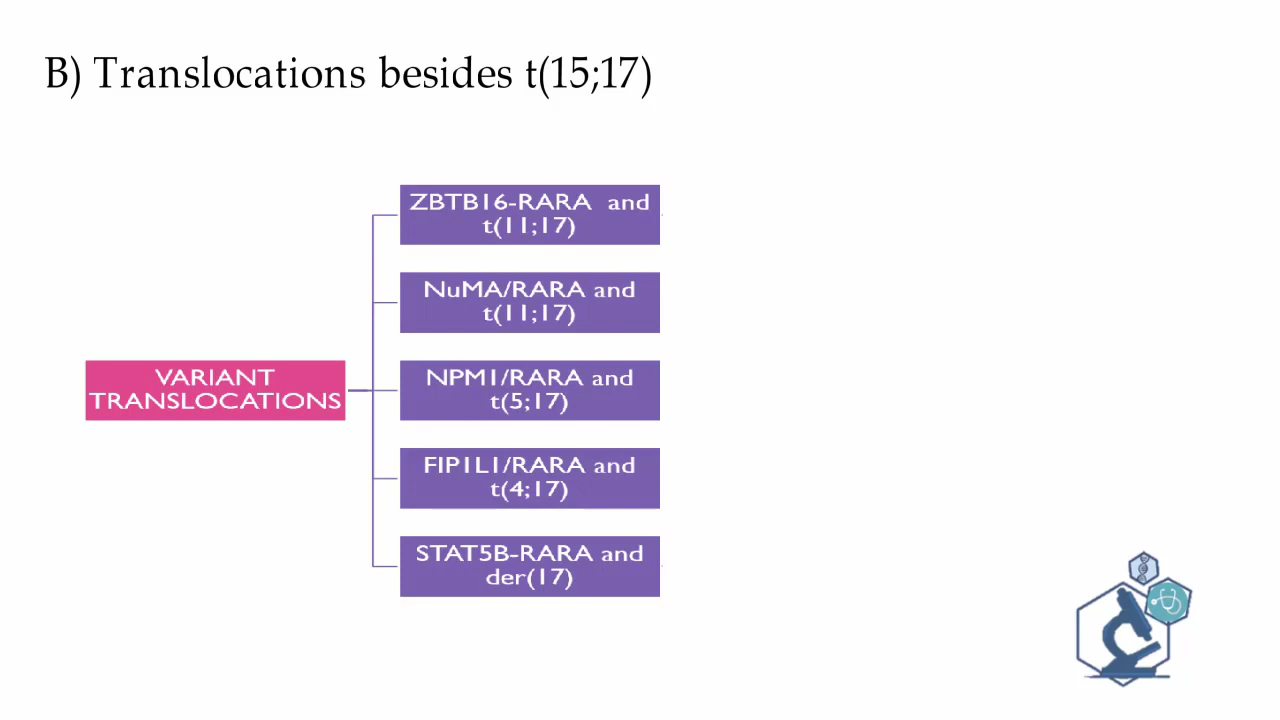 B) Translocations besides t(15;17)
ZBTB16-RARA and
t(11;17)
NuMA/RARA and
t(11;17)
VARIANT
TRANSLOCATIONS
NPM1/RARA and
t(5;17)
FIP1L1/RARA and
t(4;17)
STAT5B-RARA and
der(17)